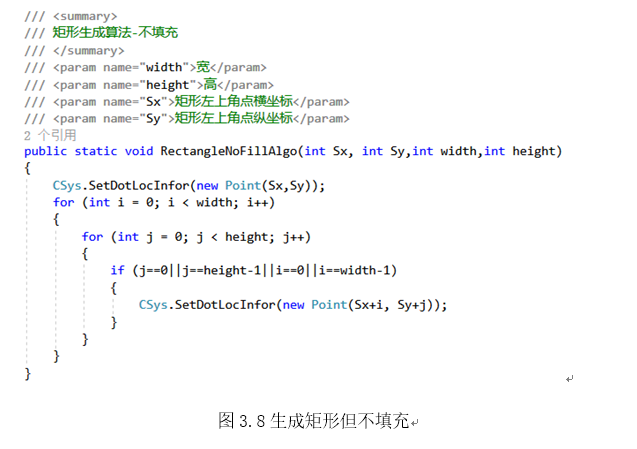 /// <summary>
/// 矩形生成算法-不填充
/// </summary>
/// <param name="width">宽</param>
/// <param name="height">高</param>
/// <param name="Sx">矩形左上角点横坐标</param>
/// <param name="Sy">矩形左上角点纵坐标</param>
2 个引用
public static void RectangleNoFillAlgo(int Sx, int Sy,int width,int height)
{
CSys.SetDotLocInfor(new Point(Sx,Sy));
for (int i = 0; i < width; i++)
{
for (int j = 0; j < height; j++)
{
if (j==0||j==height-1||i==0||i==width-1)
{
CSys.SetDotLocInfor(new Point(Sx+i, Sy+j));
}
}
}
}
图 3.8 生成矩形但不填充